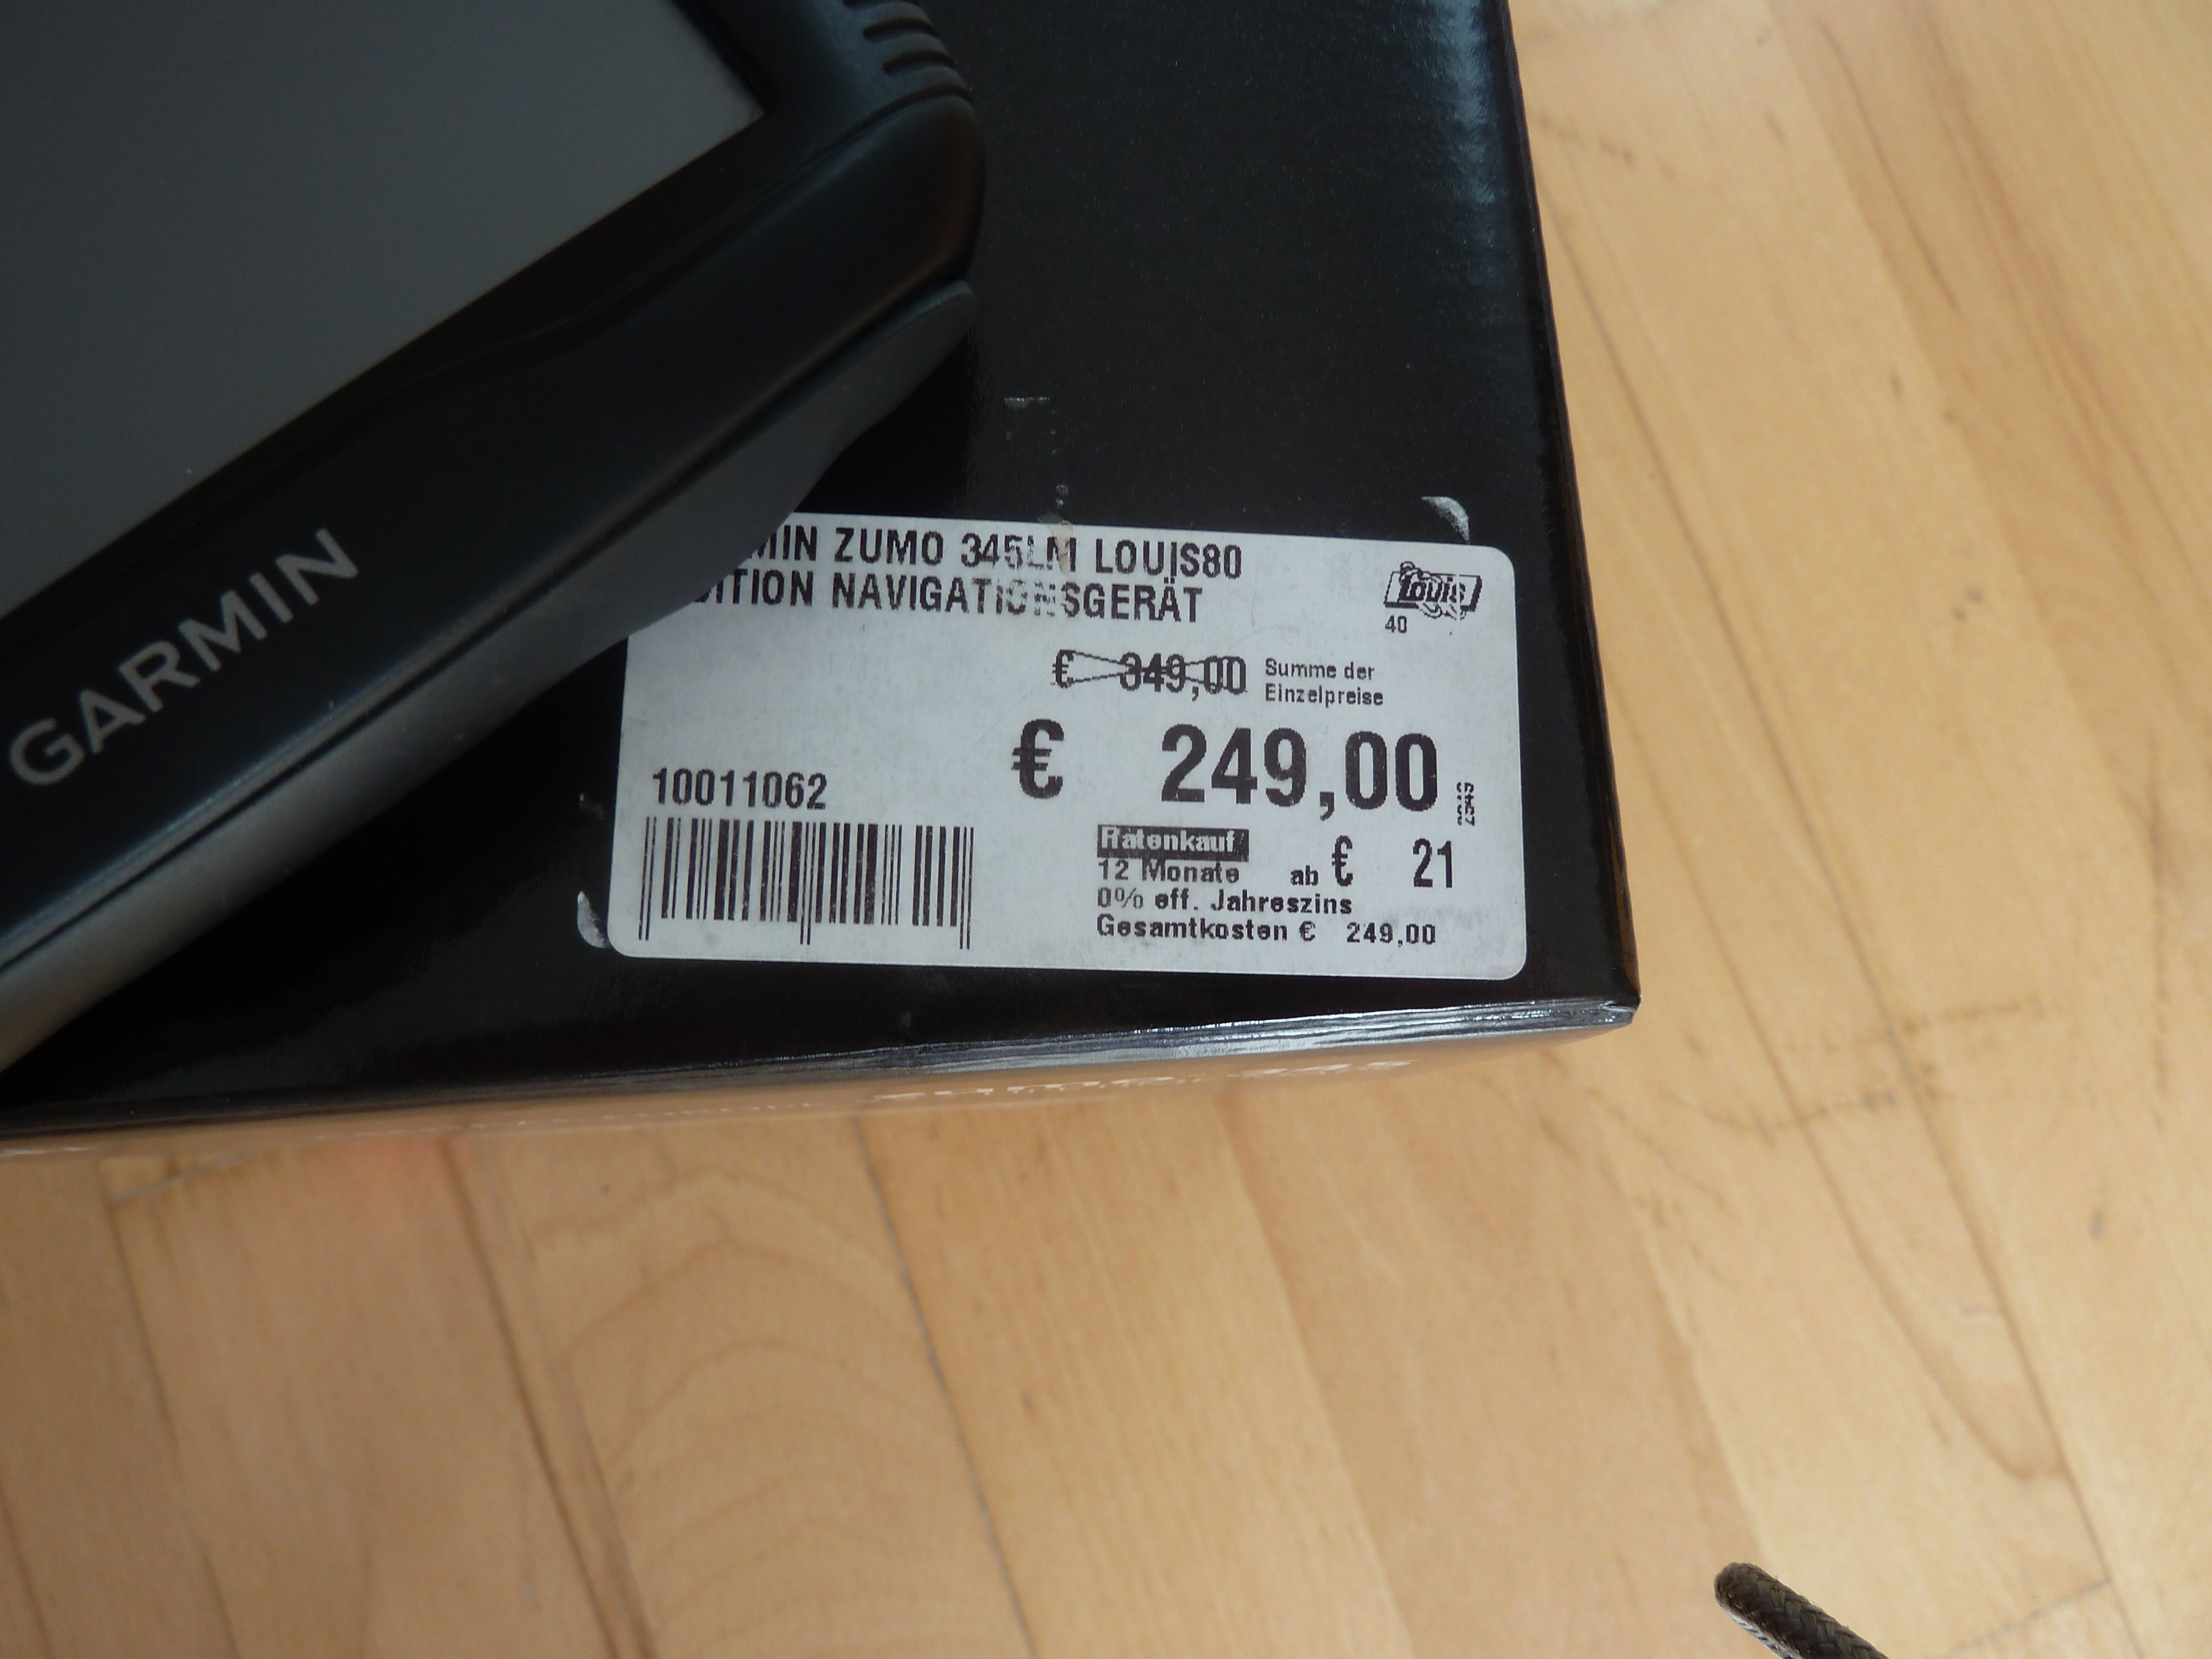 GARMIN
MIN ZUMO 345LM LOUIS80
ITION NAVIGATIONSGERÄT
Louis
40
€ 349,00 Summe der
Einzelpreise
€ 249,00
10011062
Ratenkauf
12 Monate ab € 21
0% eff. Jahreszins
Gesamtkosten € 249,00